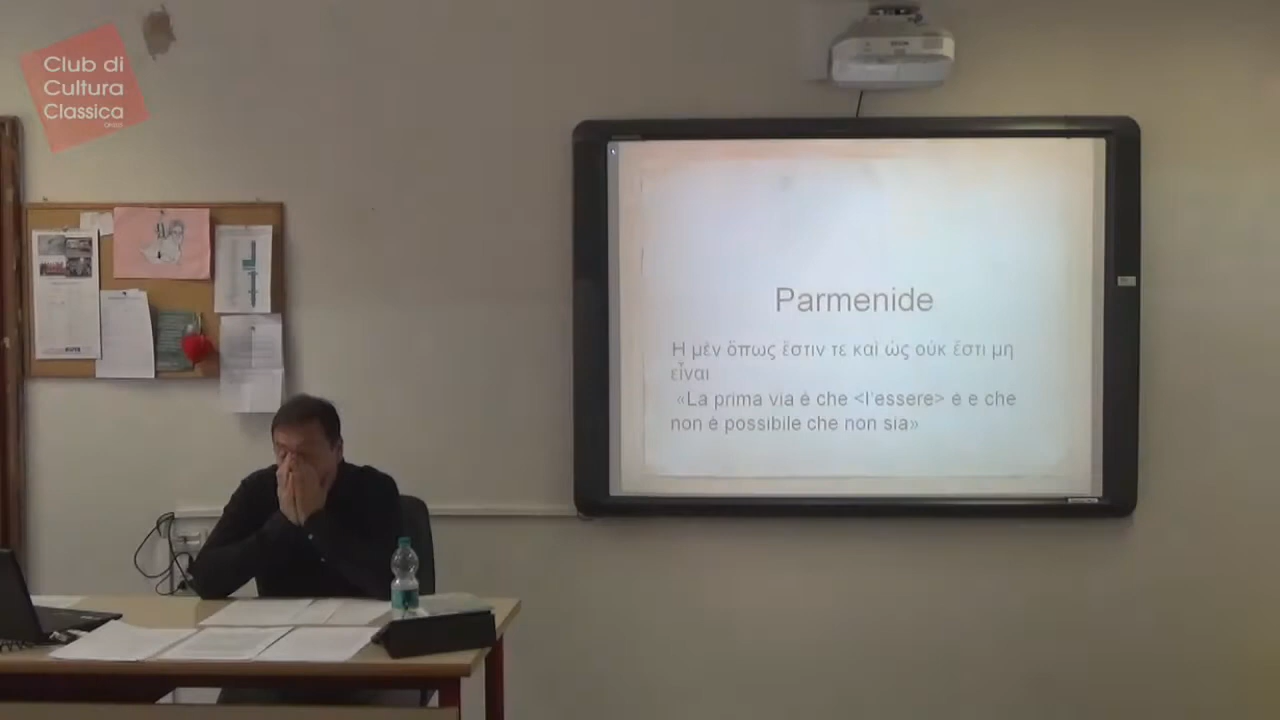 Club di
Cultura
Classica
Parmenide
Η μὲν ὅπως ἔστιν τε καὶ ὡς οὐκ ἔστι μη
εἶναι
«La prima via è che <l'essere> è e che
non è possibile che non sia»